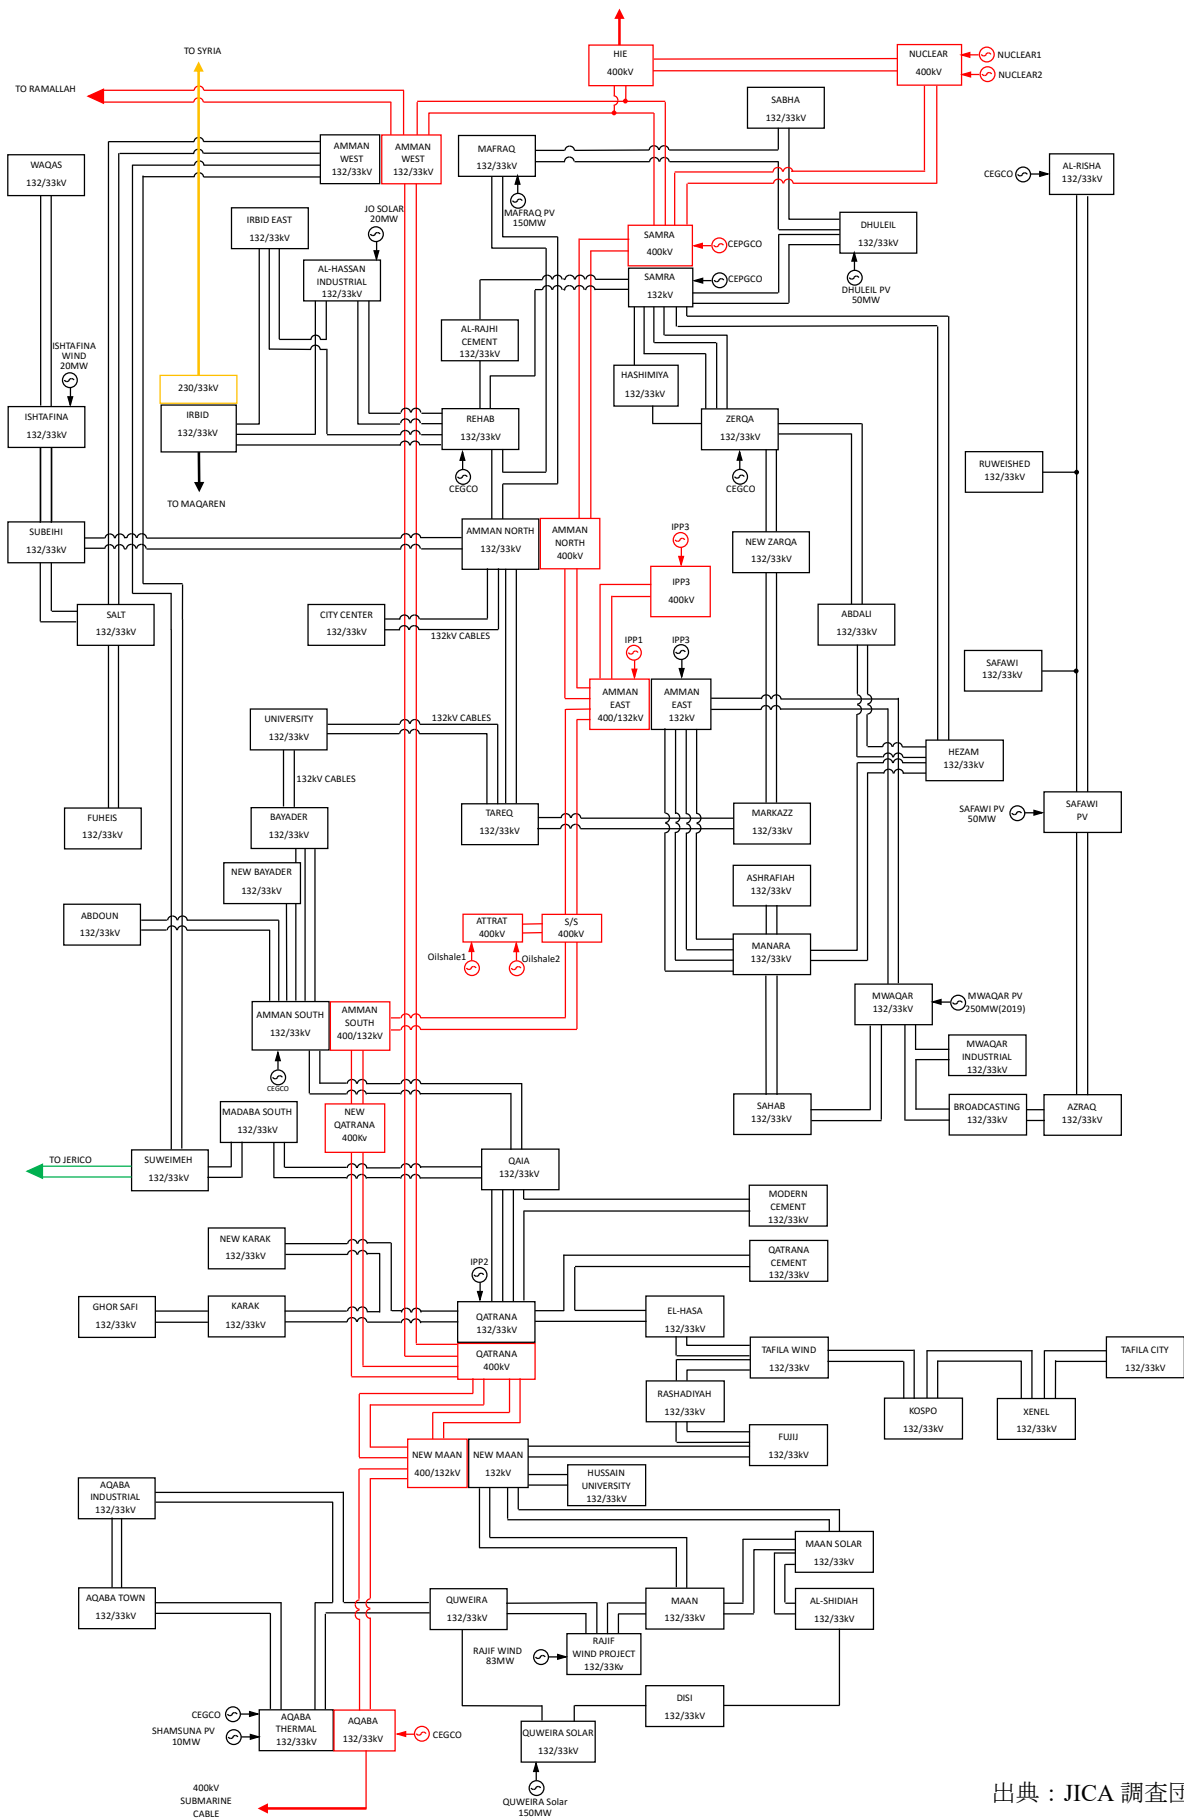 HIE
400kV
NUCLEAR
400kV
NUCLEAR1
NUCLEAR2
TO SYRIA
TO RAMALLAH
SABHA
132/33kV
AMMAN
WEST
132/33kV
AMMAN
WEST
132/33kV
MAFRAQ
132/33kV
MAFRAQ PV
150MW
WAQAS
132/33kV
CEGCO
AL-RISHA
132/33kV
IRBID EAST
132/33kV
JO SOLAR
20MW
AL-HASSAN
INDUSTRIAL
132/33kV
SAMRA
400kV
CEPGCO
SAMRA
132kV
CEPGCO
DHULEIL
132/33kV
DHULEIL PV
50MW
AL-RAJHI
CEMENT
132/33kV
ISHTAFINA
WIND
20MW
HASHIMIYA
132/33kV
230/33kV
IRBID
132/33kV
TO MAQAREN
ISHTAFINA
132/33kV
REHAB
132/33kV
CEGCO
ZERQA
132/33kV
CEGCO
RUWEISHED
132/33kV
SUBEIHI
132/33kV
AMMAN NORTH
132/33kV
AMMAN
NORTH
400kV
IPP3
IPP3
400kV
NEW ZARQA
132/33kV
SALT
132/33kV
CITY CENTER
132/33kV
132kV CABLES
ABDALI
132/33kV
IPP1
IPP3
AMMAN
EAST
400/132kV
AMMAN
EAST
132kV
SAFAWI
132/33kV
UNIVERSITY
132/33kV
132kV CABLES
132kV CABLES
HEZAM
132/33kV
FUHEIS
132/33kV
BAYADER
132/33kV
TAREQ
132/33kV
MARKAZZ
132/33kV
SAFAWI PV
50MW
SAFAWI
PV
NEW BAYADER
132/33kV
ASHRAFIAH
132/33kV
ABDOUN
132/33kV
ATTRAT
400kV
S/S
400kV
Oilshale1
Oilshale2
MANARA
132/33kV
AMMAN SOUTH
132/33kV
AMMAN
SOUTH
400/132kV
CEGCO
MWAQAR
132/33kV
MWAQAR PV
250MW(2019)
MWAQAR
INDUSTRIAL
132/33kV
MADABA SOUTH
132/33kV
NEW
QATRANA
400Kv
SAHAB
132/33kV
BROADCASTING
132/33kV
AZRAQ
132/33kV
TO JERICO
SUWEIMEH
132/33kV
QAIA
132/33kV
MODERN
CEMENT
132/33kV
NEW KARAK
132/33kV
IPP2
QATRANA
CEMENT
132/33kV
GHOR SAFI
132/33kV
KARAK
132/33kV
QATRANA
132/33kV
QATRANA
400kV
EL-HASA
132/33kV
TAFILA WIND
132/33kV
TAFILA CITY
132/33kV
RASHADIYAH
132/33kV
KOSPO
132/33kV
XENEL
132/33kV
FUJIJ
132/33kV
NEW MAAN
400/132kV
NEW MAAN
132kV
HUSSAIN
UNIVERSITY
132/33kV
AQABA
INDUSTRIAL
132/33kV
MAAN SOLAR
132/33kV
AQABA TOWN
132/33kV
QUWEIRA
132/33kV
MAAN
132/33kV
AL-SHIDIAH
132/33kV
RAJIF WIND
83MW
RAJIF
WIND PROJECT
132/33Kv
DISI
132/33kV
CEGCO
SHAMSUNA PV
10MW
AQABA
THERMAL
132/33kV
AQABA
132/33kV
CEGCO
QUWEIRA SOLAR
132/33kV
QUWEIRA Solar
150MW
400kV
SUBMARINE
CABLE
出典：JICA 調査団